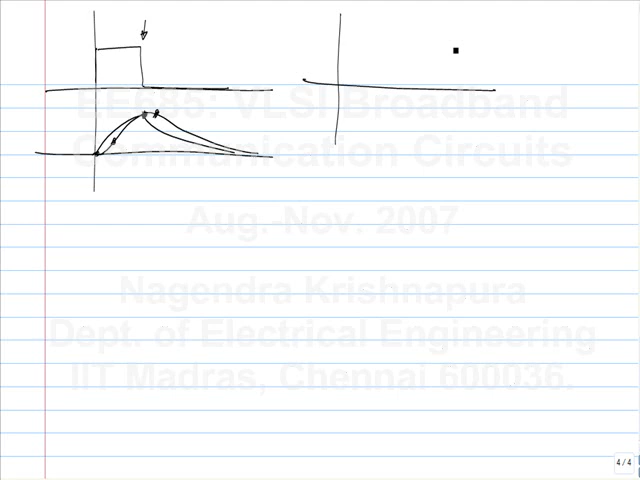 EE685: VLSI Broadband
Communication Circuits
Aug.-Nov. 2007
Nagendra Krishnapura
Dept. of Electrical Engineering
IIT Madras, Chennai 600036.
4/4